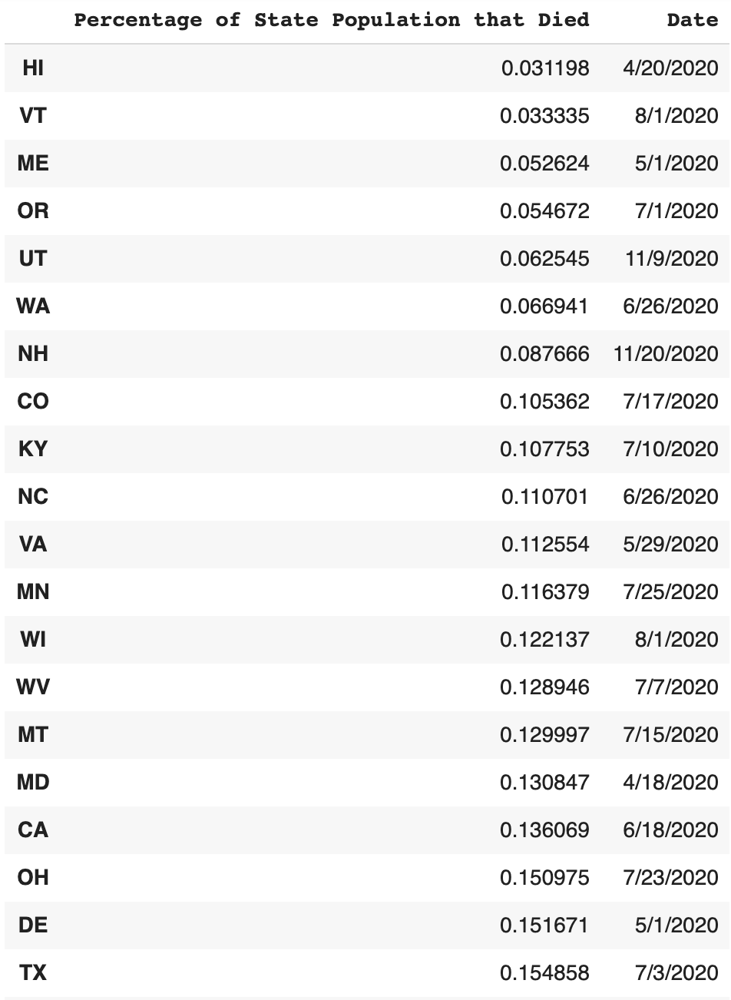 Percentage of State Population that Died Date
HI 0.031198 4/20/2020
VT 0.033335 8/1/2020
ME 0.052624 5/1/2020
OR 0.054672 7/1/2020
UT 0.062545 11/9/2020
WA 0.066941 6/26/2020
NH 0.087666 11/20/2020
CO 0.105362 7/17/2020
KY 0.107753 7/10/2020
NC 0.110701 6/26/2020
VA 0.112554 5/29/2020
MN 0.116379 7/25/2020
WI 0.122137 8/1/2020
WV 0.128946 7/7/2020
MT 0.129997 7/15/2020
MD 0.130847 4/18/2020
CA 0.136069 6/18/2020
OH 0.150975 7/23/2020
DE 0.151671 5/1/2020
TX 0.154858 7/3/2020